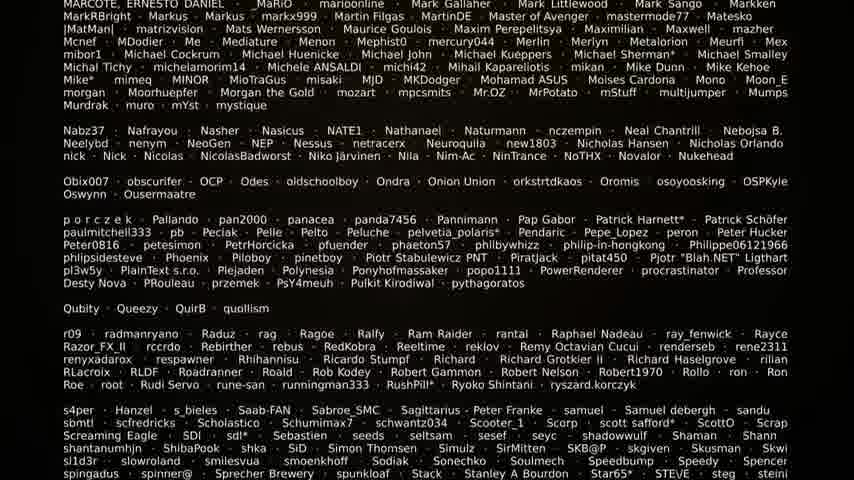 MARCOTE, ERNESTO DANIEL · _MaRiO · marioonline · Mark Gallaher · Mark Littlewood · Mark Sango · Markken
MarkRBright · Markus · Markus · markx999 · Martin Filgas · MartinDE · Master of Avenger · mastermode77 · Matesko
|MatMan| · matrizvision · Mats Wernersson · Maurice Goulois · Maxim Perepelitsya · Maximilian · Maxwell · mazher
Mcnef · MDodier · Me · Mediature · Menon · Mephist0 · mercury044 · Merlin · Merlyn · Metalorion · Meurfi · Mex
mibor1 · Michael Cockrum · Michael Huenicke · Michael John · Michael Kueppers · Michael Sherman* · Michael Smalley
Michal Tichy · michelamorim14 · Michele ANSALDI · michi42 · Mihail Kapareliotis · mikan · Mike Dunn · Mike Kehoe
Mike* · mimeq · MINOR · MioTraGus · misaki · MJD · MKDodger · Mohamad ASUS · Moises Cardona · Mono · Moon_E
morgan · Moorhuepfer · Morgan the Gold · mozart · mpcsmits · Mr.OZ · MrPotato · mStuff · multijumper · Mumps
Murdrak · muro · mYst · mystique
Nabz37 · Nafrayou · Nasher · Nasicus · NATE1 · Nathanael · Naturmann · nczempin · Neal Chantrill · Nebojsa B.
Neelybd · nenym · NeoGen · NEP · Nessus · netracerx · Neuroquila · new1803 · Nicholas Hansen · Nicholas Orlando
nick · Nick · Nicolas · NicolasBadworst · Niko Järvinen · Nila · Nim-Ac · NinTrance · NoTHX · Novalor · Nukehead
Obix007 · obscurifer · OCP · Odes · oldschoolboy · Ondra · Onion Union · orkstrtdkaos · Oromis · osoyoosking · OSPKyle
Oswynn · Ousermaatre
p o r c z e k · Pallando · pan2000 · panacea · panda7456 · Pannimann · Pap Gabor · Patrick Harnett* · Patrick Schöfer
paulmitchell333 · pb · Peciak · Pelle · Pelto · Peluche · pelvetia_polaris* · Pendaric · Pepe_Lopez · peron · Peter Hucker
Peter0816 · petesimon · PetrHorcicka · pfuender · phaeton57 · philbywhizz · philip-in-hongkong · Philippe06121966
phlipsidesteve · Phoenix · Piloboy · pinetboy · Piotr Stabulewicz PNT · PiratJack · pitat450 · Pjotr "Blah.NET" Ligthart
pl3w5y · PlainText s.r.o. · Plejaden · Polynesia · Ponyhofmassaker · popo1111 · PowerRenderer · procrastinator · Professor
Desty Nova · PRouleau · przemek · PsY4meuh · Pulkit Kirodiwal · pythagoratos
Qubity · Queezy · QuirB · quollism
r09 · radmanryano · Raduz · rag · Ragoe · Ralfy · Ram Raider · rantal · Raphael Nadeau · ray_fenwick · Rayce
Razor_FX_II · rccrdo · Rebirther · rebus · RedKobra · Reeltime · reklov · Remy Octavian Cucui · renderseb · rene2311
renyxadarox · respawner · Rhihannisu · Ricardo Stumpf · Richard · Richard Grotkier II · Richard Haselgrove · rilian
RLacroix · RLDF · Roadranner · Roald · Rob Kodey · Robert Gammon · Robert Nelson · Robert1970 · Rollo · ron · Ron
Roe · root · Rudi Servo · rune-san · runningman333 · RushPill* · Ryoko Shintani · ryszard.korczyk
s4per · Hanzel · s_bieles · Saab-FAN · Sabroe_SMC · Sagittarius - Peter Franke · samuel · Samuel debergh · sandu
sbmtl · scfredricks · Scholastico · Schumimax7 · schwantz034 · Scooter_1 · Scorp · scott safford* · ScottO · Scrap
Screaming Eagle · SDI · sdl* · Sebastien · seeds · seltsam · sesef · seyc · shadowwulf · Shaman · Shann
shantanumhjn · ShibaPook · shka · SiD · Simon Thomsen · Simulz · SirMitten · SKB@P · skgiven · Skusman · Skwi
sl1d3r · slowroland · smilesvua · smoenkhoff · Sodiak · Sonechko · Soulmech · Speedbump · Speedy · Spencer
spingadus · spinner@ · Sprecher Brewery · spunkloaf · Stack · Stanley A Bourdon · Star65* · STE\/E · steg · steini